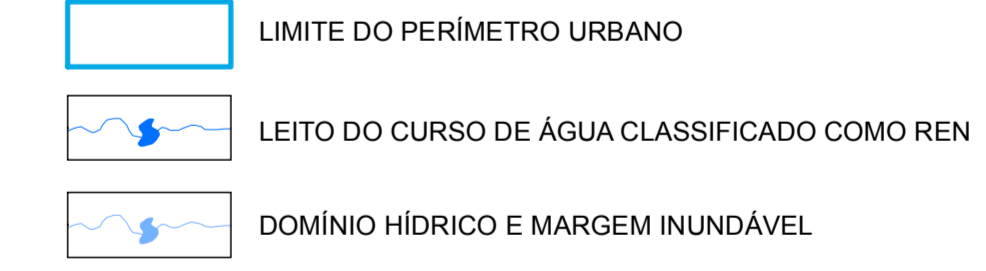 LIMITE DO PERÍMETRO URBANO
LEITO DO CURSO DE ÁGUA CLASSIFICADO COMO REN
DOMÍNIO HÍDRICO E MARGEM INUNDÁVEL